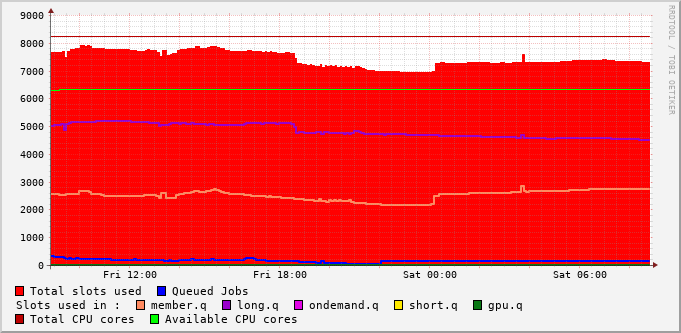 RRDTOOL / TOBI OETIKER
9000
8000
7000
6000
5000
4000
3000
2000
1000
0
Fri 12:00 Fri 18:00 Sat 00:00 Sat 06:00
Total slots used Queued Jobs
Slots used in : member.q long.q ondemand.q short.q gpu.q
Total CPU cores Available CPU cores